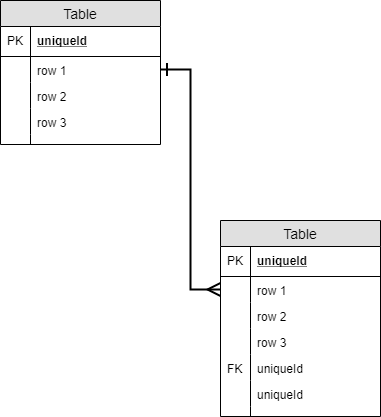 Table
PK uniqueId
row 1
row 2
row 3
Table
PK uniqueId
row 1
row 2
row 3
FK uniqueId
uniqueId